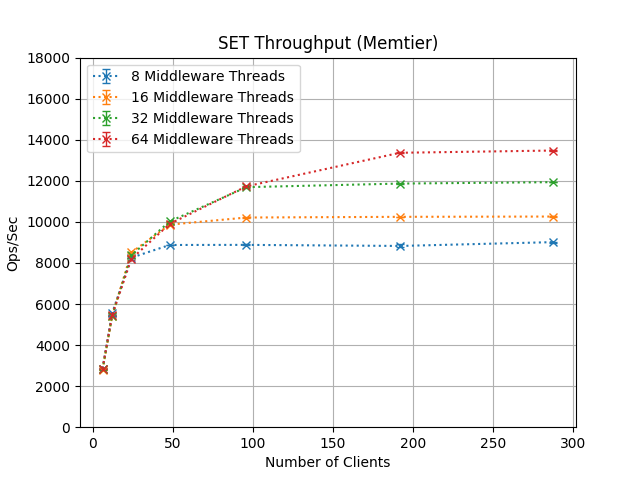 SET Throughput (Memtier)
8 Middleware Threads
16 Middleware Threads
32 Middleware Threads
64 Middleware Threads
18000
16000
14000
12000
10000
8000
6000
4000
2000
0
Ops/Sec
0 50 100 150 200 250 300
Number of Clients